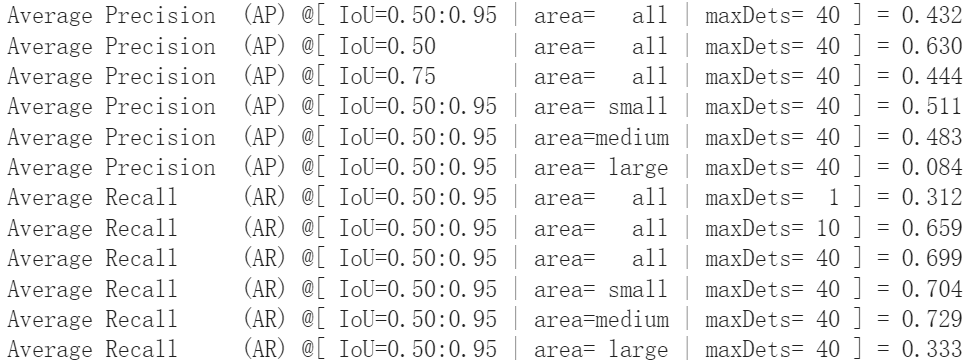 Average Precision (AP) @[ IoU=0.50:0.95 | area= all | maxDets= 40 ] = 0.432
Average Precision (AP) @[ IoU=0.50 | area= all | maxDets= 40 ] = 0.630
Average Precision (AP) @[ IoU=0.75 | area= all | maxDets= 40 ] = 0.444
Average Precision (AP) @[ IoU=0.50:0.95 | area= small | maxDets= 40 ] = 0.511
Average Precision (AP) @[ IoU=0.50:0.95 | area=medium | maxDets= 40 ] = 0.483
Average Precision (AP) @[ IoU=0.50:0.95 | area= large | maxDets= 40 ] = 0.084
Average Recall (AR) @[ IoU=0.50:0.95 | area= all | maxDets= 1 ] = 0.312
Average Recall (AR) @[ IoU=0.50:0.95 | area= all | maxDets= 10 ] = 0.659
Average Recall (AR) @[ IoU=0.50:0.95 | area= all | maxDets= 40 ] = 0.699
Average Recall (AR) @[ IoU=0.50:0.95 | area= small | maxDets= 40 ] = 0.704
Average Recall (AR) @[ IoU=0.50:0.95 | area=medium | maxDets= 40 ] = 0.729
Average Recall (AR) @[ IoU=0.50:0.95 | area= large | maxDets= 40 ] = 0.333